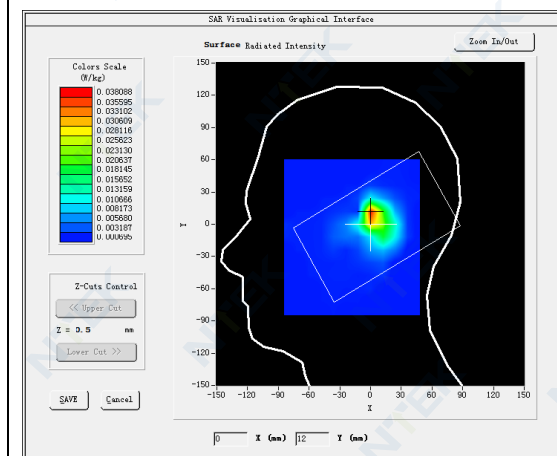 SAR Visualisation Graphical Interface
Surface Radiated Intensity
Zoom In/Out
Colors Scale
(W/kg)
0.038088
0.035595
0.033102
0.030609
0.028116
0.025623
0.023130
0.020637
0.018145
0.015652
0.013159
0.010666
0.008173
0.005680
0.003187
0.000695
150
120
90
60
30
0
-30
-60
-90
-120
-150
Y
-150 -120 -90 -60 -30 0 30 60 90 120 150
X
Z-Cuts Control
<< Upper Cut
Z = 3.5 mm
Lower Cut >>
SAVE Cancel
0 X (mm) 12 Y (mm)
NTEK